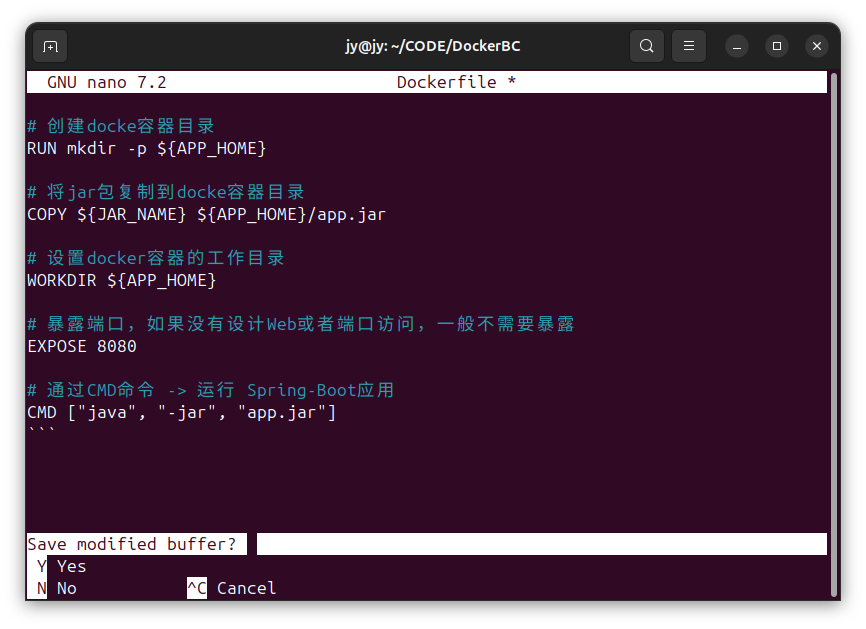 jy@jy: ~/CODE/DockerBC
GNU nano 7.2 Dockerfile *
# 创建docke容器目录
RUN mkdir -p ${APP_HOME}
# 将jar包复制到docke容器目录
COPY ${JAR_NAME} ${APP_HOME}/app.jar
# 设置docker容器的工作目录
WORKDIR ${APP_HOME}
# 暴露端口，如果没有设计Web或者端口访问，一般不需要暴露
EXPOSE 8080
# 通过CMD命令 -> 运行 Spring-Boot应用
CMD ["java", "-jar", "app.jar"]
```
Save modified buffer?
Y Yes
N No ^C Cancel